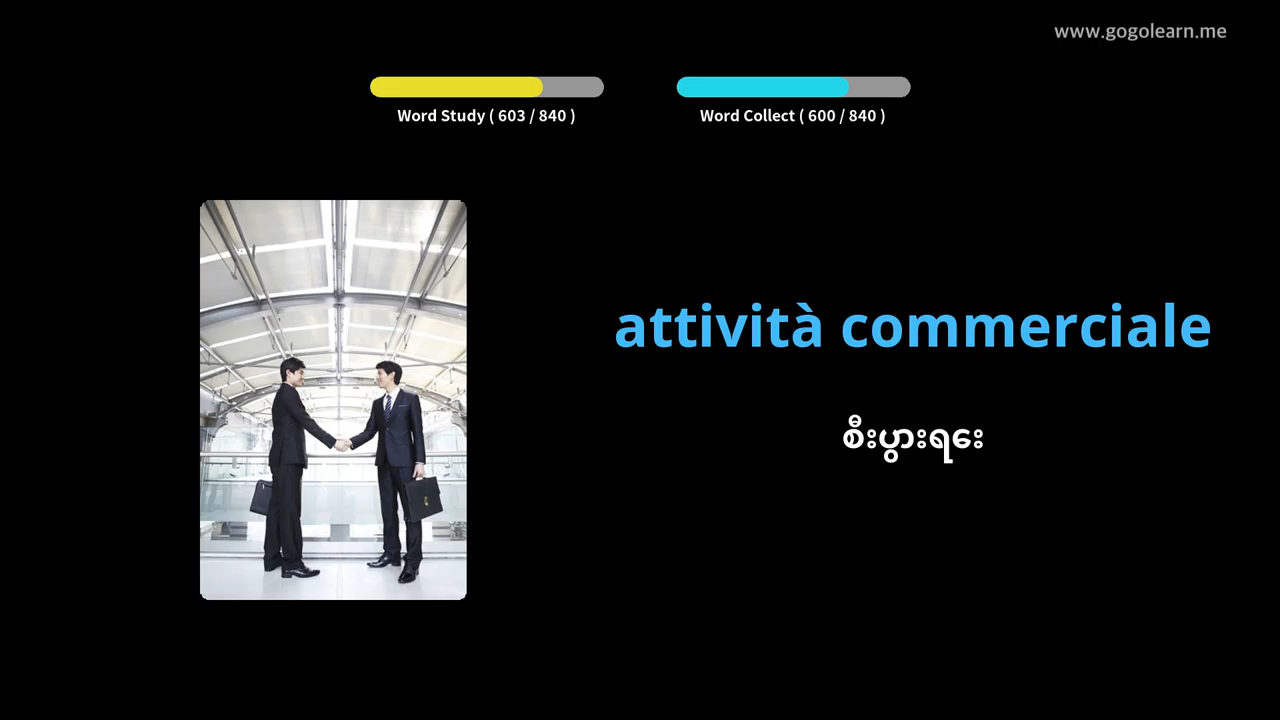 www.gogolearn.me
Word Study ( 603 / 840 )
Word Collect ( 600 / 840 )
attività commerciale
စီးပွားရေး